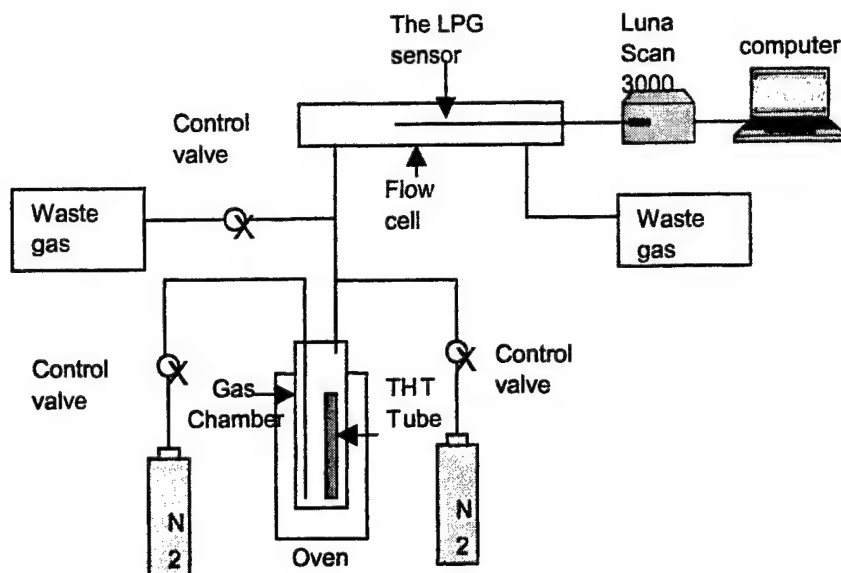 The LPG
sensor
Luna
Scan
3000
computer
Control
valve
Flow
cell
Waste
gas
Waste
gas
Control
valve
Gas
Chamber
THT
Tube
Control
valve
N
2
N
2
Oven